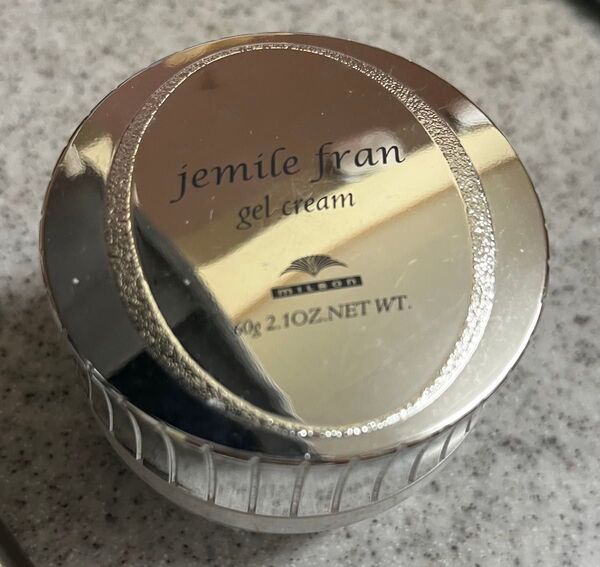 jemile fran
gel cream
MILBON
60g 2.1OZ.NET WT.